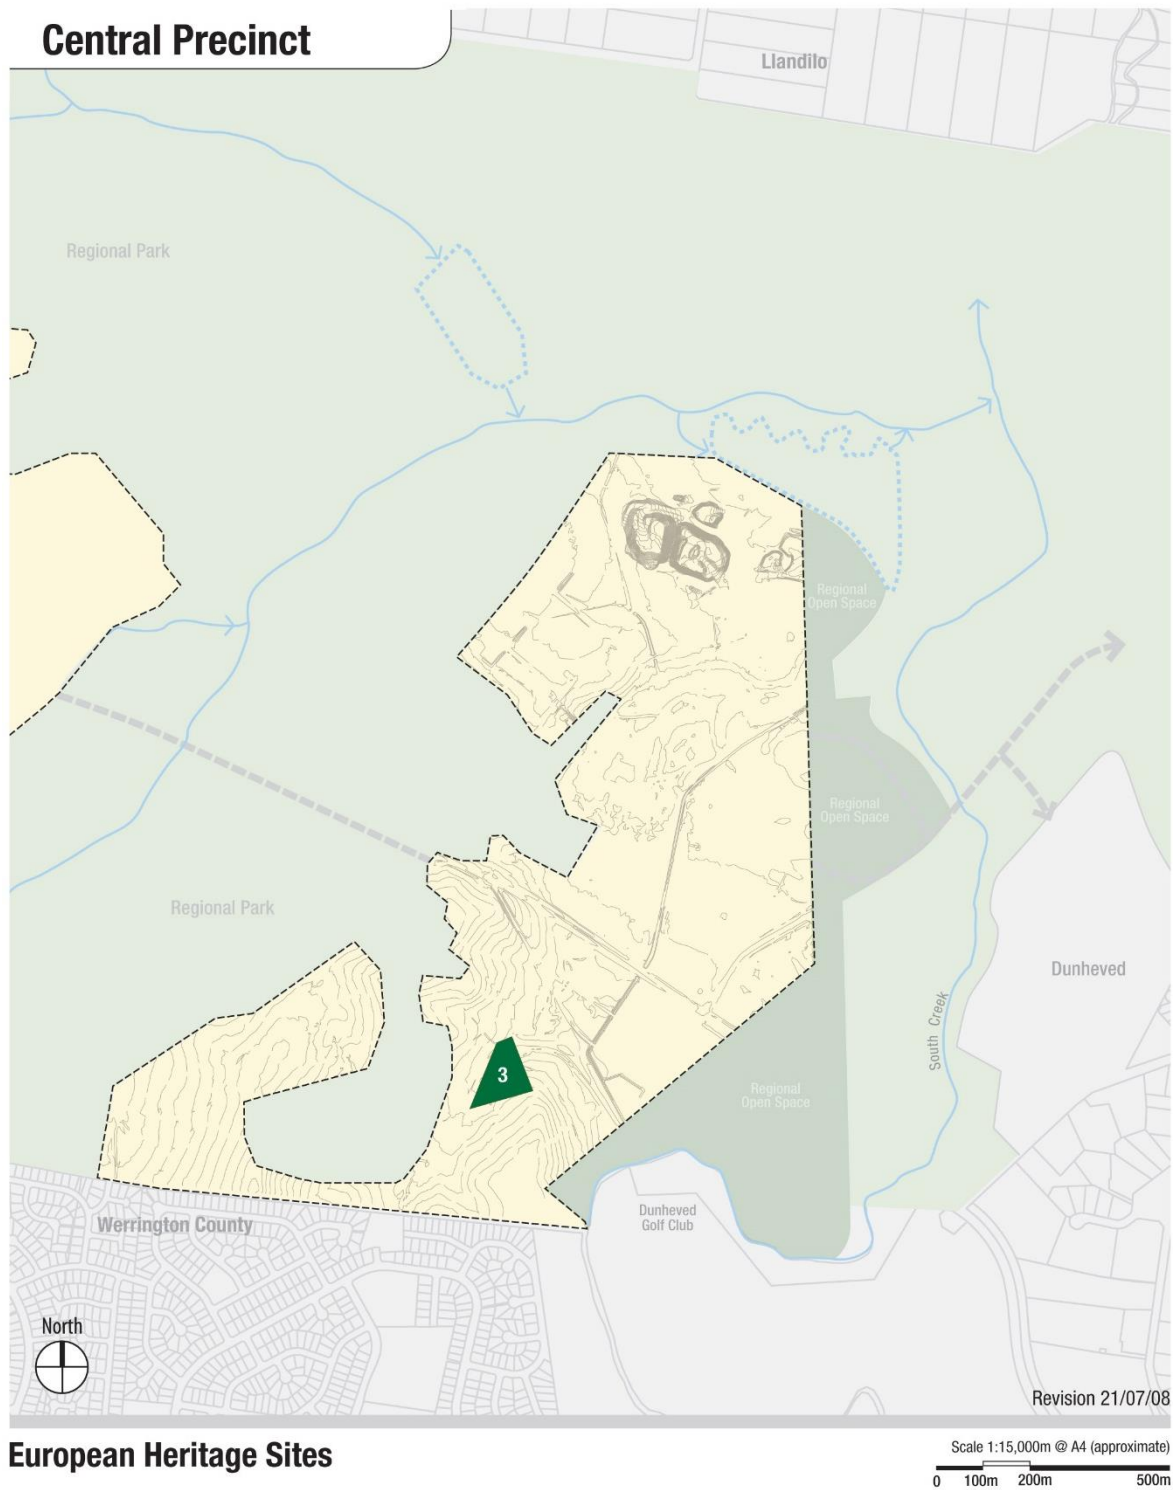 Central Precinct
Llandilo
Regional Park
Regional
Open Space
Regional
Open Space
Regional Park
Dunheved
South Creek
3
Regional
Open Space
Dunheved
Golf Club
Werrington County
North
Revision 21/07/08
European Heritage Sites
Scale 1:15,000m @ A4 (approximate)
0 100m 200m 500m